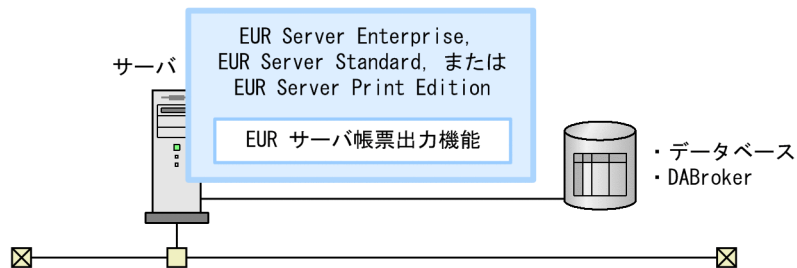 EUR Server Enterprise,
EUR Server Standard, または
EUR Server Print Edition
サーバ
EUR サーバ帳票出力機能
・データベース
・DABroker